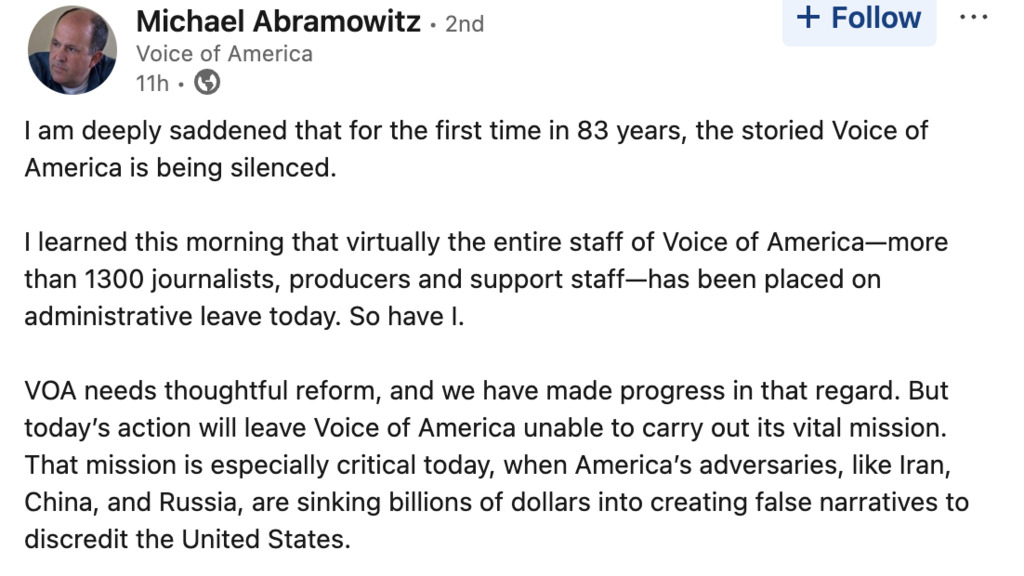 Michael Abramowitz • 2nd
+ Follow
Voice of America
11h •
I am deeply saddened that for the first time in 83 years, the storied Voice of
America is being silenced.
I learned this morning that virtually the entire staff of Voice of America—more
than 1300 journalists, producers and support staff—has been placed on
administrative leave today. So have I.
VOA needs thoughtful reform, and we have made progress in that regard. But
today’s action will leave Voice of America unable to carry out its vital mission.
That mission is especially critical today, when America’s adversaries, like Iran,
China, and Russia, are sinking billions of dollars into creating false narratives to
discredit the United States.